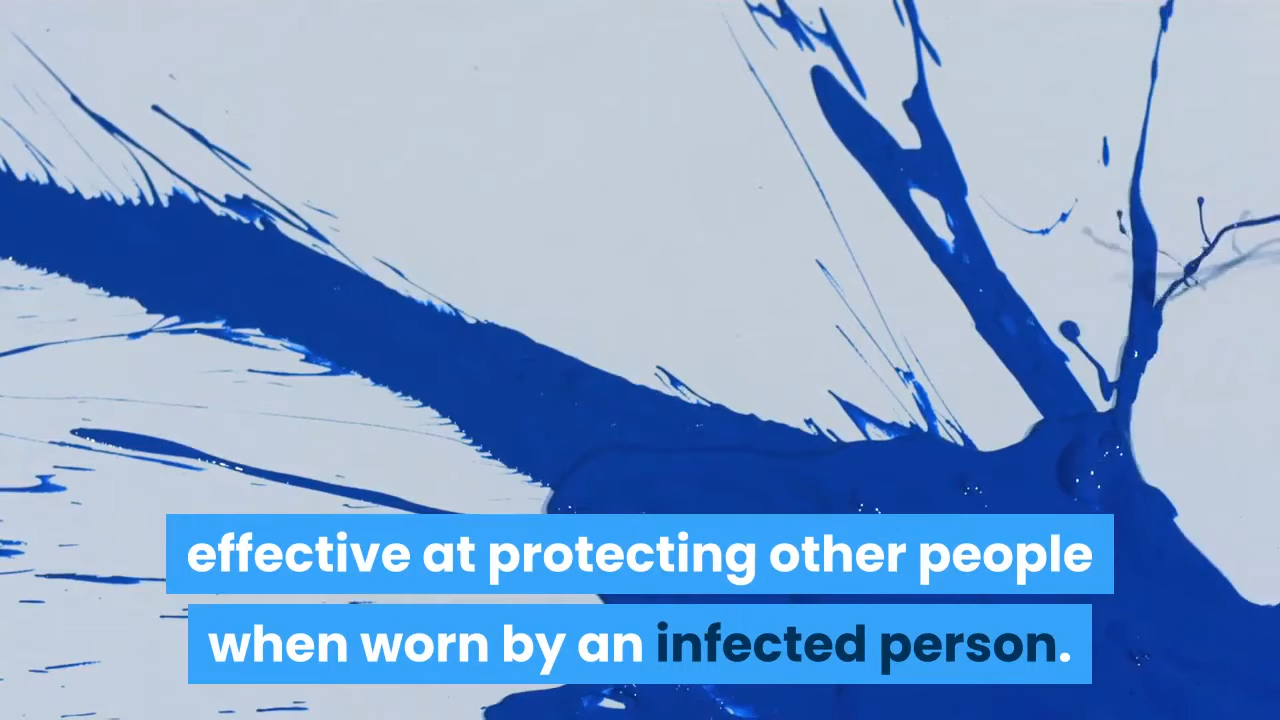 effective at protecting other people
when worn by an infected person.